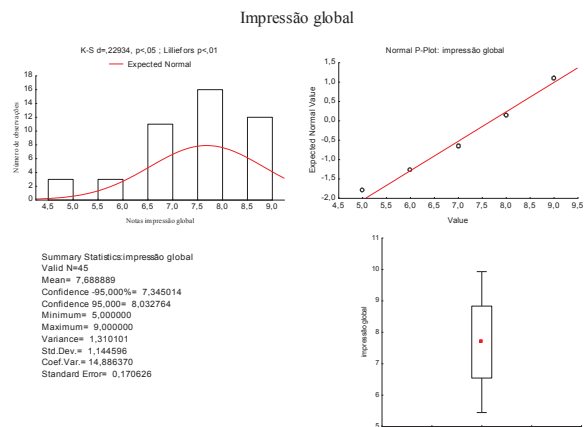 Impressão global
K-S d=,22934, p<,05 ; Lilliefors p<,01
Expected Normal
Número de observações
18
16
14
12
10
8
6
4
2
0
4,5 5,0 5,5 6,0 6,5 7,0 7,5 8,0 8,5 9,0
Notas impressão global
Normal P-Plot: impressão global
Expected Normal Value
1,5
1,0
0,5
0,0
-0,5
-1,0
-1,5
-2,0
4,5 5,0 5,5 6,0 6,5 7,0 7,5 8,0 8,5 9,0 9,5
Value
Summary Statistics:impressão global
Valid N=45
Mean= 7,688889
Confidence -95,000%= 7,345014
Confidence 95,000= 8,032764
Minimum= 5,000000
Maximum= 9,000000
Variance= 1,310101
Std.Dev.= 1,144596
Coef.Var.= 14,886370
Standard Error= 0,170626
impressão global
11
10
9
8
7
6
5